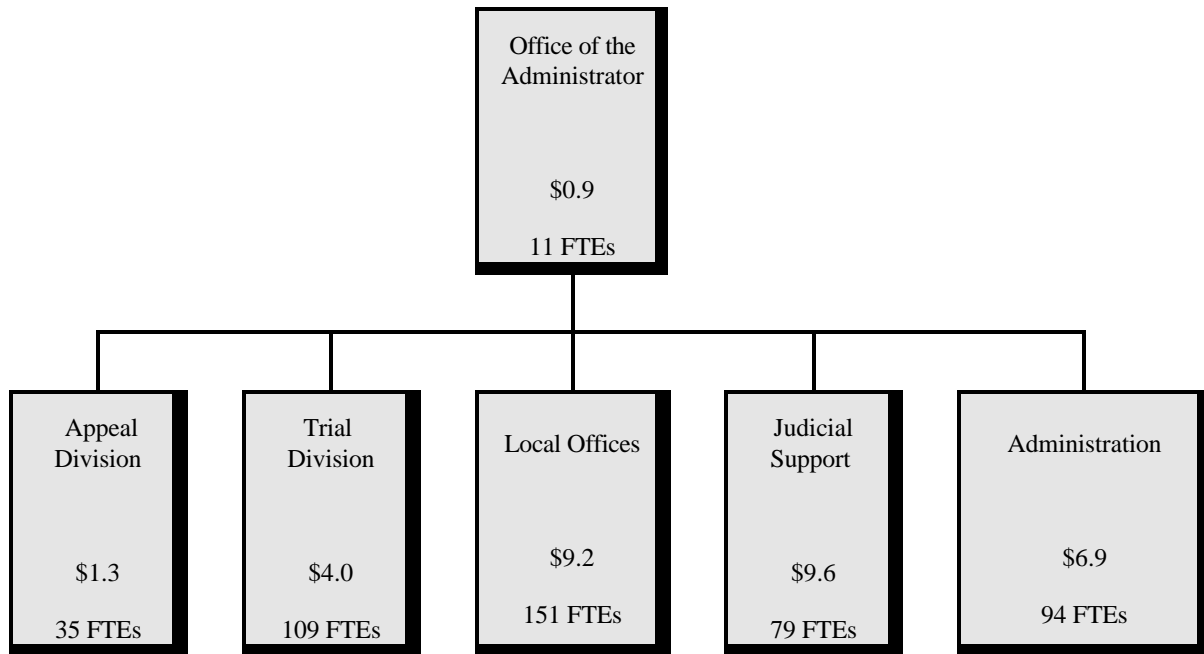 Office of the
Administrator
$0.9
11 FTEs
Appeal
Division
$1.3
35 FTEs
Trial
Division
$4.0
109 FTEs
Local Offices
$9.2
151 FTEs
Judicial
Support
$9.6
79 FTEs
Administration
$6.9
94 FTEs